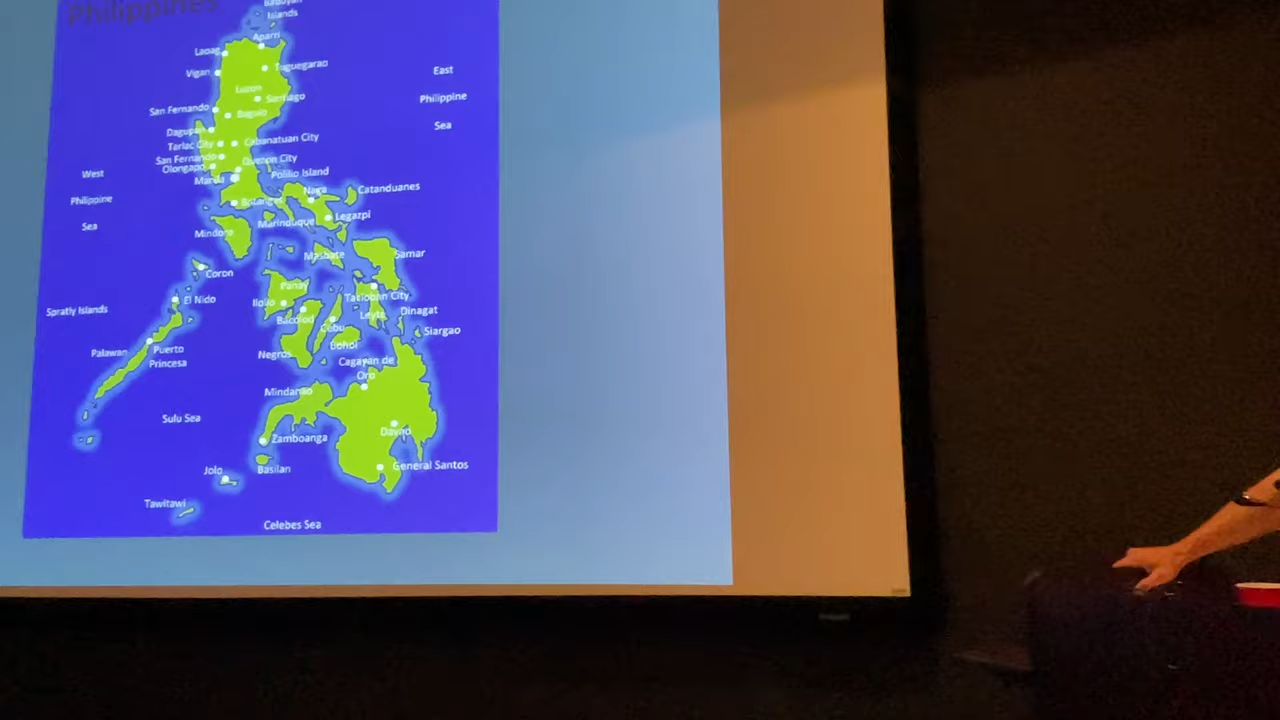 Philippines
Babuyan
Islands
Aparri
Laoag
Tuguegarao
Vigan
East
Philippine
Sea
Luzon
Santiago
San Fernando
Baguio
Dagupan
Tarlac City
Cabanatuan City
San Fernando
Quezon City
Olongapo
Manila
Polillo Island
West
Philippine
Sea
Naga
Catanduanes
Batangas
Legazpi
Marinduque
Mindoro
Masbate
Samar
Coron
Panay
El Nido
Iloilo
Tacloban City
Spratly Islands
Bacolod
Leyte
Dinagat
Cebu
Siargao
Bohol
Palawan
Puerto
Princesa
Negros
Cagayan de
Oro
Mindanao
Sulu Sea
Davao
Zamboanga
General Santos
Jolo
Basilan
Tawitawi
Celebes Sea